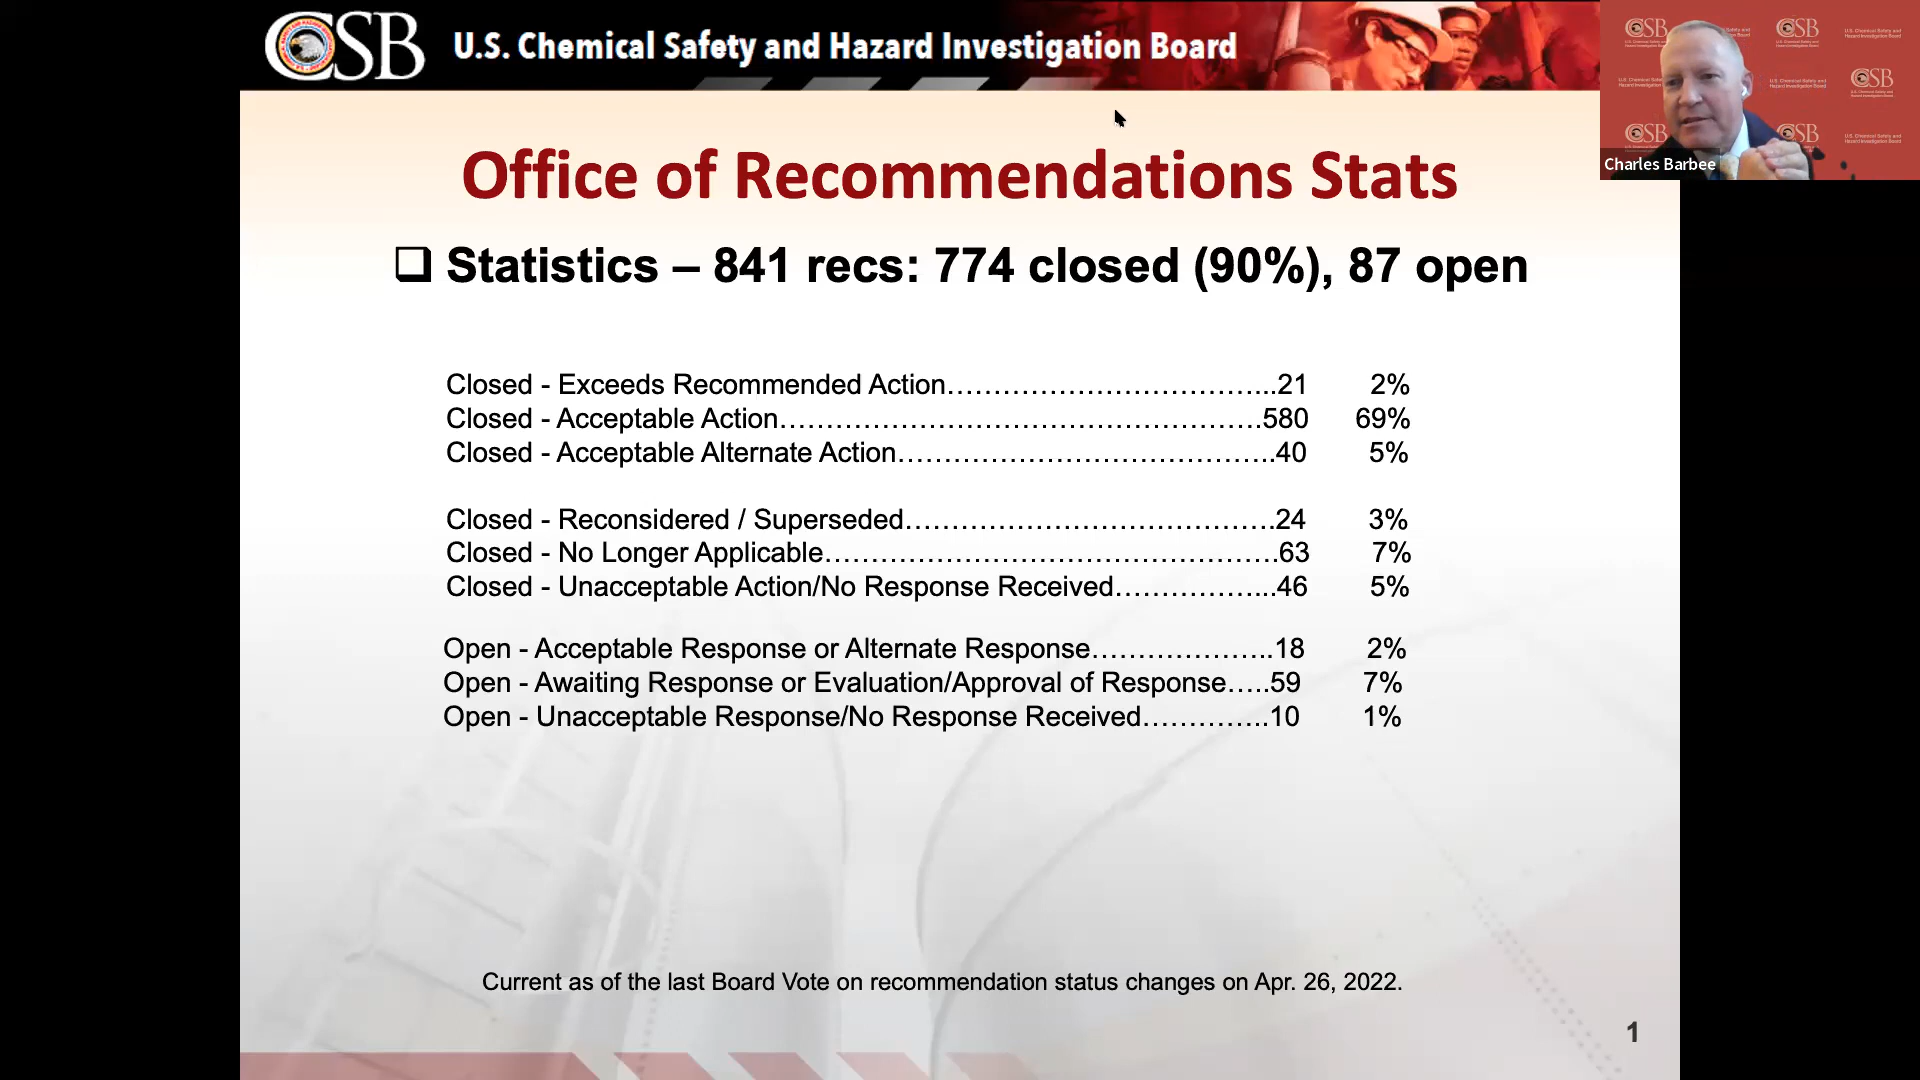 CSB U.S. Chemical Safety and Hazard Investigation Board
Charles Barbee
Office of Recommendations Stats
❑ Statistics – 841 recs: 774 closed (90%), 87 open
Closed - Exceeds Recommended Action…………………………………...21 2%
Closed - Acceptable Action…………………………………………………….580 69%
Closed - Acceptable Alternate Action…………………………………………..40 5%
Closed - Reconsidered / Superseded………………………………………….24 3%
Closed - No Longer Applicable………………………………………………….63 7%
Closed - Unacceptable Action/No Response Received………………...46 5%
Open - Acceptable Response or Alternate Response…………………..18 2%
Open - Awaiting Response or Evaluation/Approval of Response…..59 7%
Open - Unacceptable Response/No Response Received…………...10 1%
Current as of the last Board Vote on recommendation status changes on Apr. 26, 2022.
1